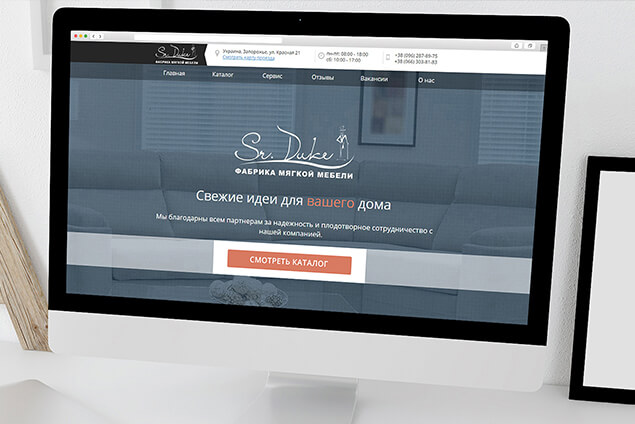 Sr. Duke
ФАБРИКА МЯГКОЙ МЕБЕЛИ
Украина, Запорожье, ул. Красная 21
Смотреть карту проезда
пн-пт: 08:00 - 18:00
сб: 10:00 - 17:00
+38 (096) 287-69-75
+38 (066) 303-81-83
Главная Каталог Сервис Отзывы Вакансии О нас
Sr. Duke
ФАБРИКА МЯГКОЙ МЕБЕЛИ
Свежие идеи для вашего дома
Мы благодарны всем партнерам за надежность и плодотворное сотрудничество с
нашей компанией.
СМОТРЕТЬ КАТАЛОГ